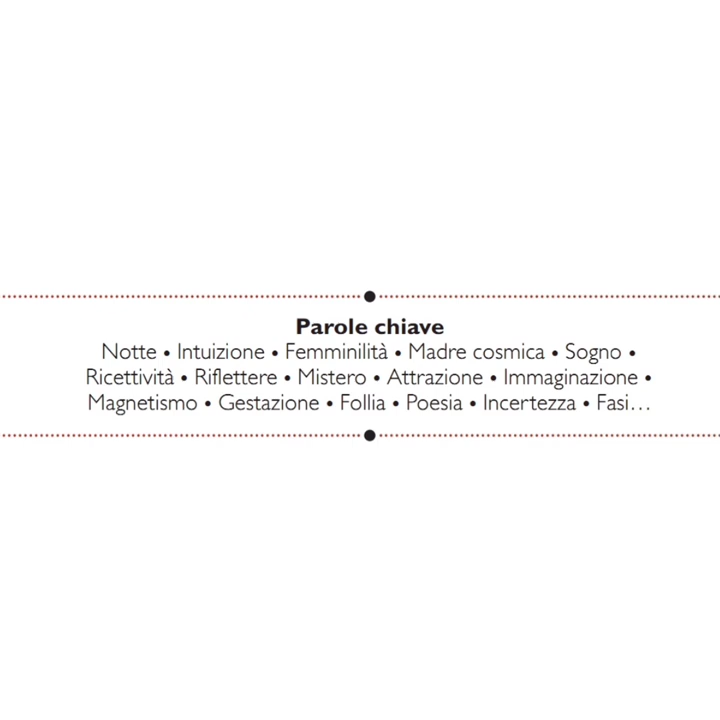 Parole chiave
Notte • Intuizione • Femminilità • Madre cosmica • Sogno •
Ricettività • Riflettere • Mistero • Attrazione • Immaginazione •
Magnetismo • Gestazione • Follia • Poesia • Incertezza • Fasi…